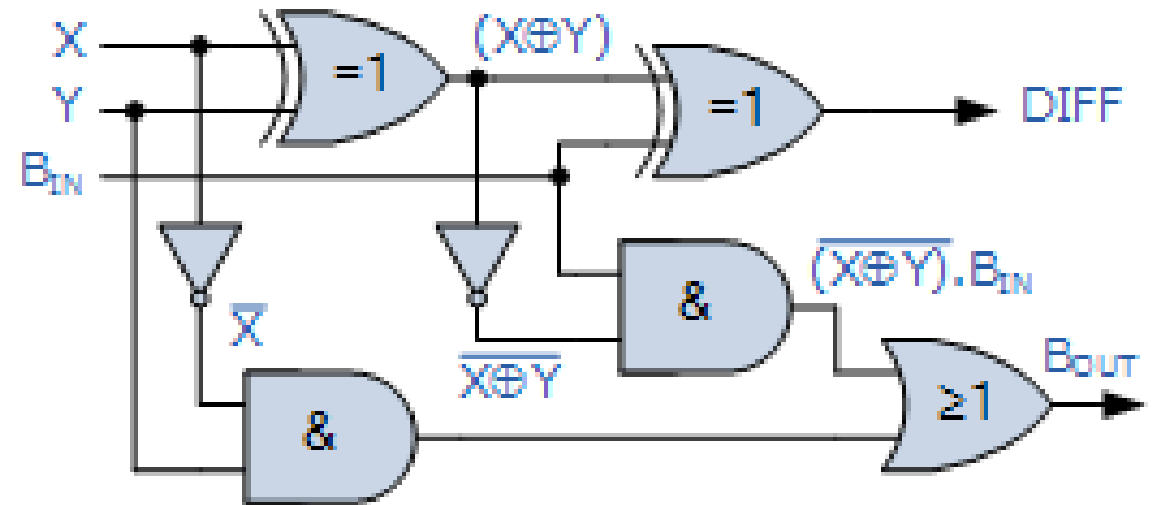 X
(X⊕Y)
=1
=1
Y
DIFF
B_IN
(X̅⊕̅Y̅).B_IN
&
X̅
X̅⊕̅Y̅
B_OUT
≥1
&